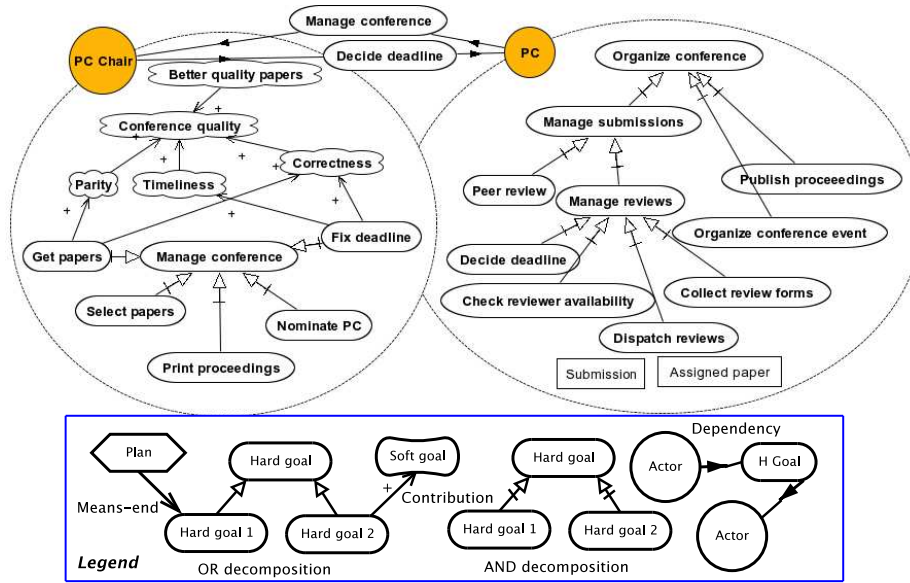 Manage conference
PC Chair
Decide deadline
PC
Organize conference
Better quality papers
+
Conference quality
Manage submissions
+
+
+
Correctness
+
Parity
Timeliness
Peer review
Publish proceeedings
Manage reviews
+
+
+
Get papers
Manage conference
Fix deadline
Organize conference event
Decide deadline
Check reviewer availability
Collect review forms
Select papers
Nominate PC
Dispatch reviews
Print proceedings
Submission
Assigned paper
Plan
Hard goal
Soft goal
Hard goal
Dependency
Actor
H Goal
+
Contribution
Means-end
Hard goal 1
Hard goal 2
Hard goal 1
Hard goal 2
Actor
Legend
OR decomposition
AND decomposition